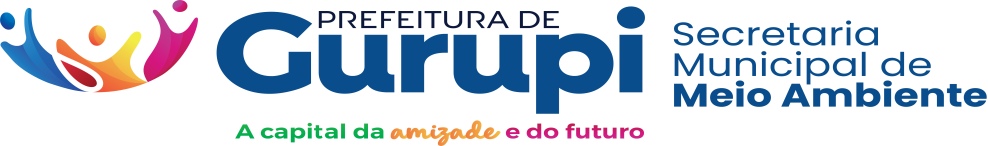 PREFEITURA DE
Gurupi
A capital da amizade e do futuro
Secretaria
Municipal de
Meio Ambiente